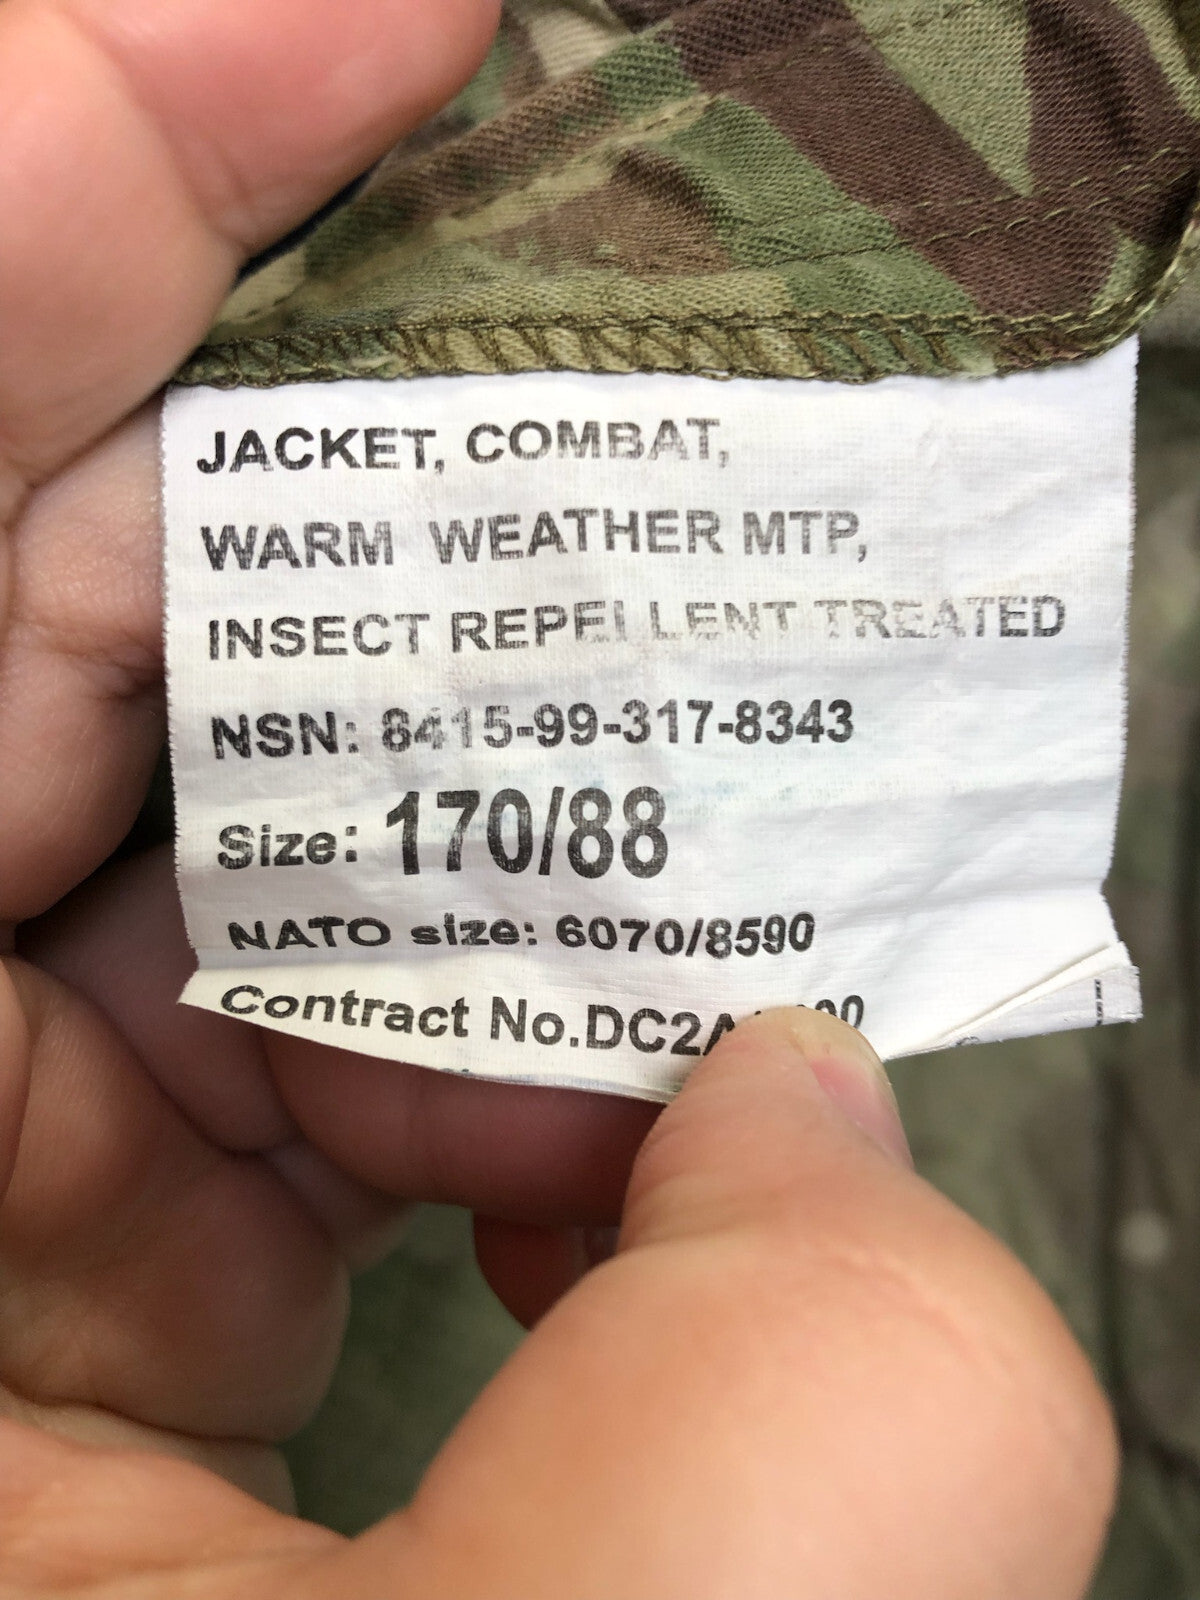 JACKET, COMBAT,
WARM WEATHER MTP,
INSECT REPELLENT TREATED
NSN: 8415-99-317-8343
Size: 170/88
NATO size: 6070/8590
Contract No.